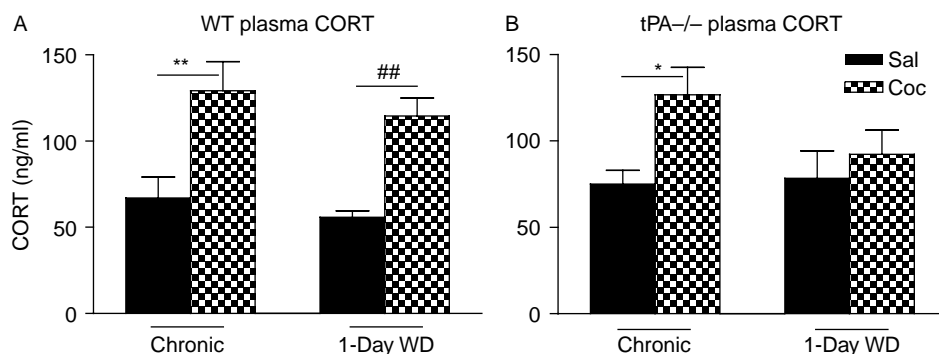 A
WT plasma CORT
CORT (ng/ml)
150
100
50
0
**
##
Chronic
1-Day WD
B
tPA–/– plasma CORT
150
100
50
0
*
Sal
Coc
Chronic
1-Day WD